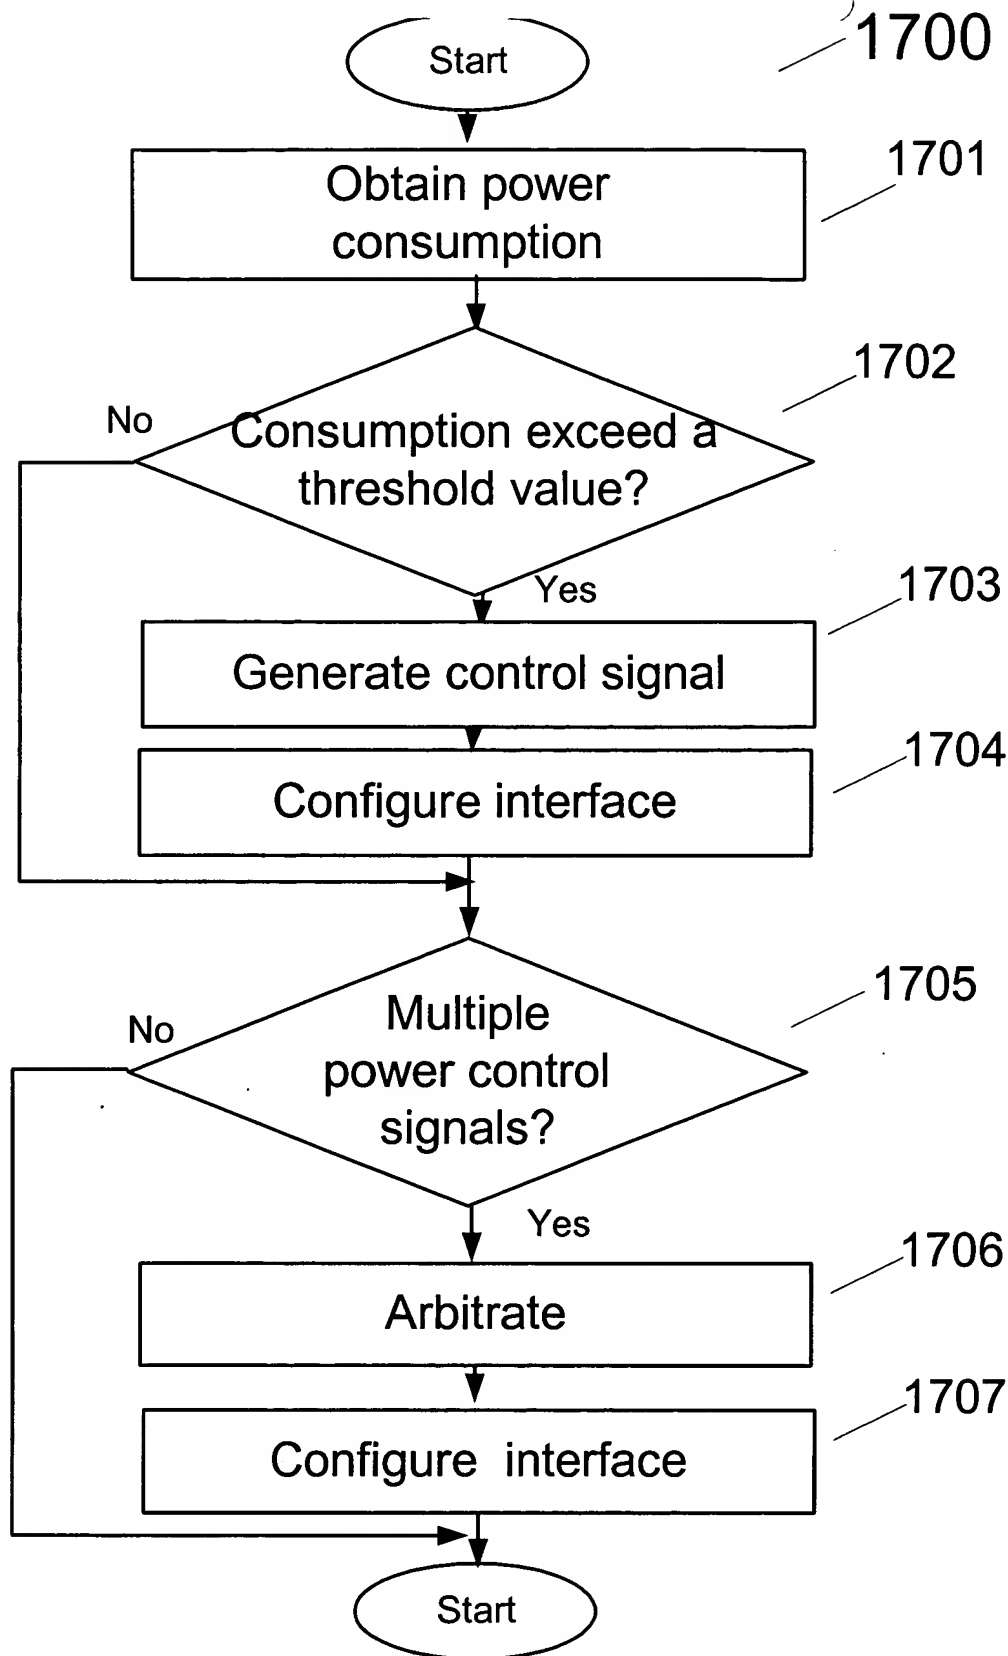 1700
Start
1701
Obtain power
consumption
1702
No
Consumption exceed a
threshold value?
Yes
1703
Generate control signal
1704
Configure interface
1705
No
Multiple
power control
signals?
Yes
1706
Arbitrate
1707
Configure interface
Start